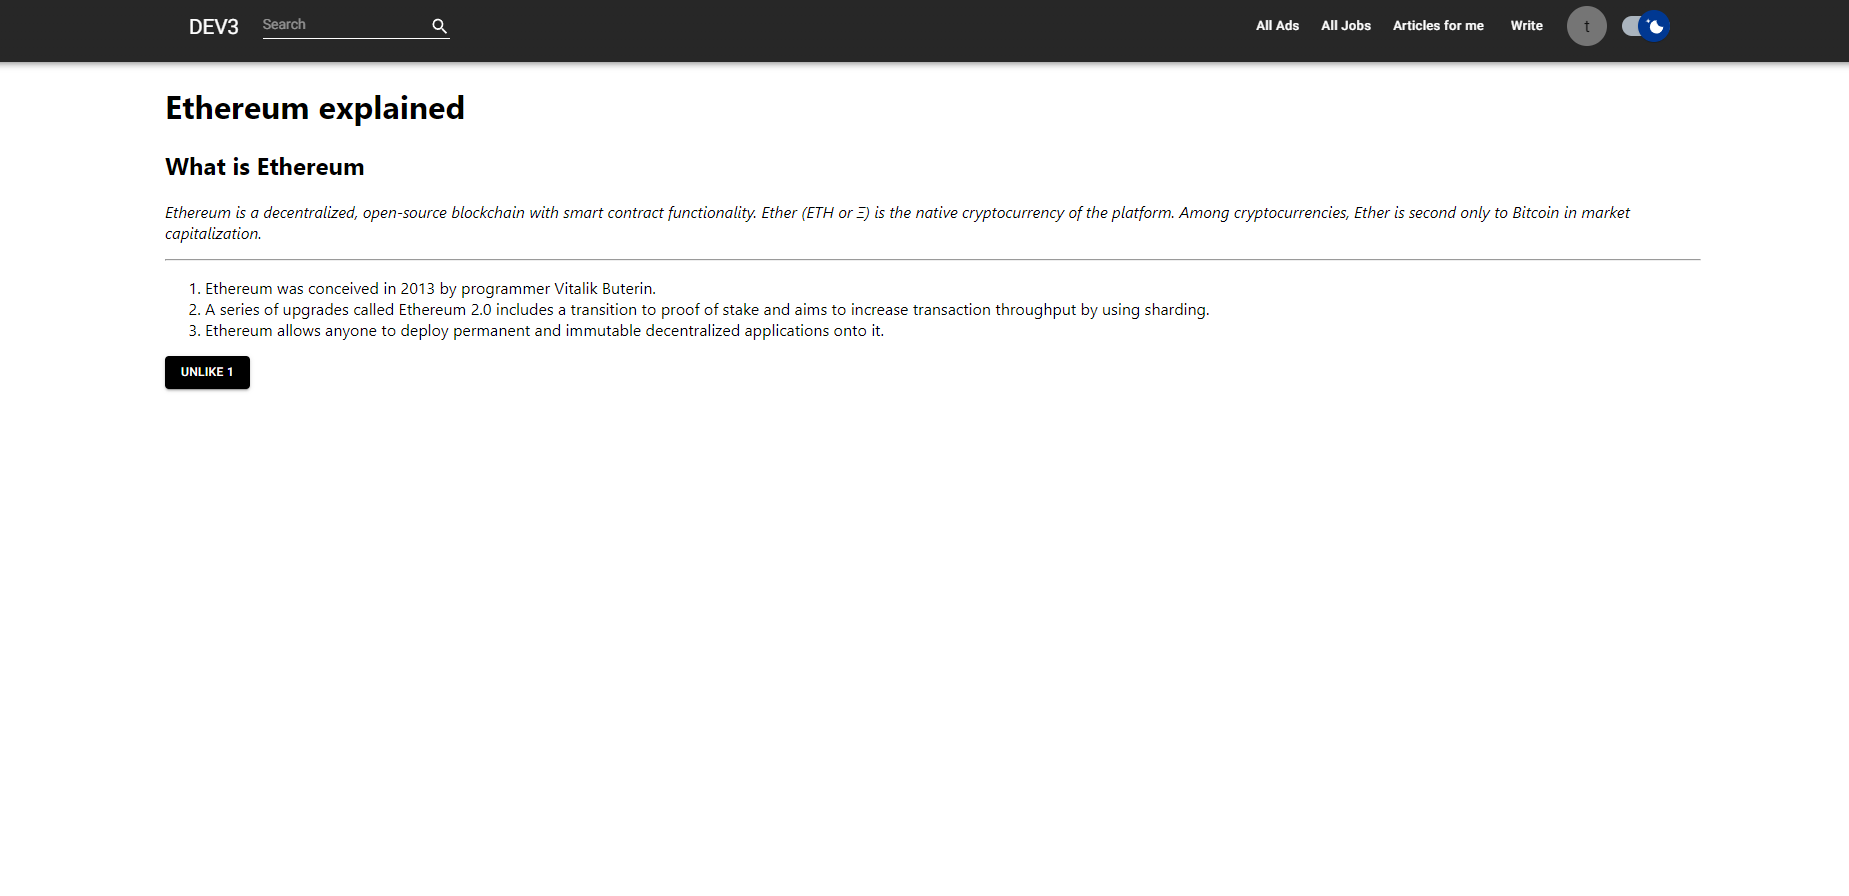 DEV3 Search All Ads All Jobs Articles for me Write t
Ethereum explained
What is Ethereum
Ethereum is a decentralized, open-source blockchain with smart contract functionality. Ether (ETH or Ξ) is the native cryptocurrency of the platform. Among cryptocurrencies, Ether is second only to Bitcoin in market
capitalization.
1. Ethereum was conceived in 2013 by programmer Vitalik Buterin.
2. A series of upgrades called Ethereum 2.0 includes a transition to proof of stake and aims to increase transaction throughput by using sharding.
3. Ethereum allows anyone to deploy permanent and immutable decentralized applications onto it.
UNLIKE 1